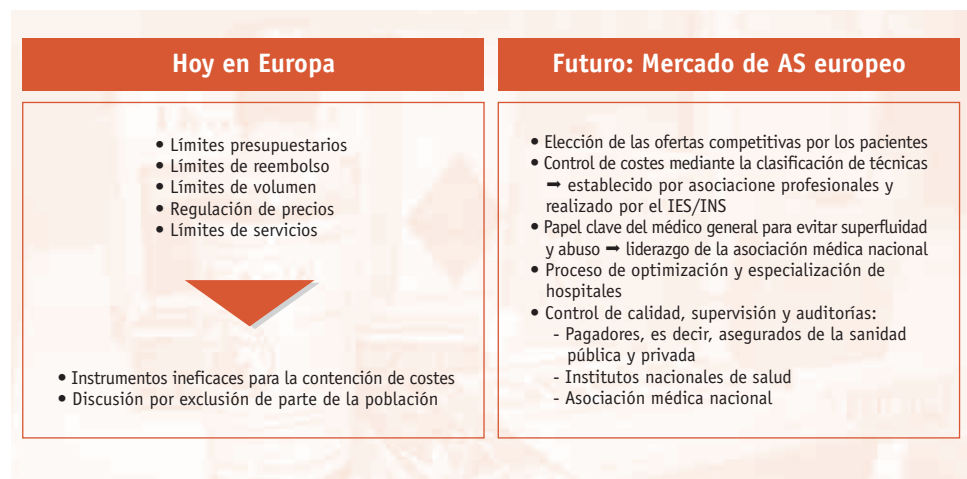 Hoy en Europa
• Límites presupuestarios
• Límites de reembolso
• Límites de volumen
• Regulación de precios
• Límites de servicios
• Instrumentos ineficaces para la contención de costes
• Discusión por exclusión de parte de la población
Futuro: Mercado de AS europeo
• Elección de las ofertas competitivas por los pacientes
• Control de costes mediante la clasificación de técnicas
➞ establecido por asociacione profesionales y
realizado por el IES/INS
• Papel clave del médico general para evitar superfluidad
y abuso ➞ liderazgo de la asociación médica nacional
• Proceso de optimización y especialización de
hospitales
• Control de calidad, supervisión y auditorías:
- Pagadores, es decir, asegurados de la sanidad
pública y privada
- Institutos nacionales de salud
- Asociación médica nacional